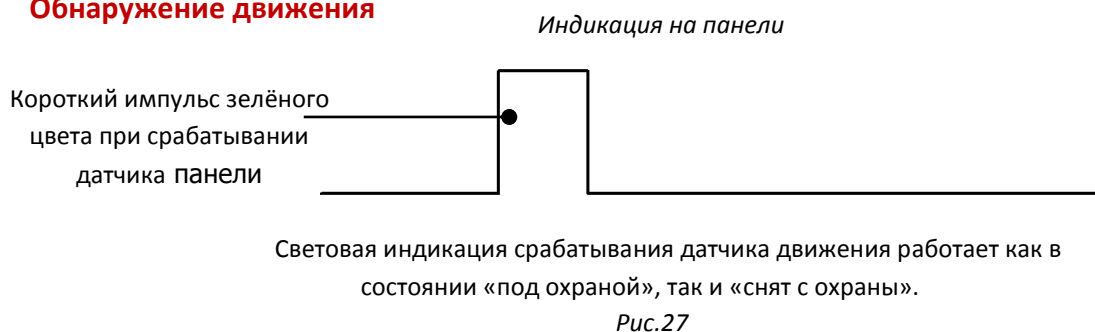 Обнаружение движения
Индикация на панели
Короткий импульс зелёного
цвета при срабатывании
датчика панели
Световая индикация срабатывания датчика движения работает как в
состоянии «под охраной», так и «снят с охраны».
Рис.27